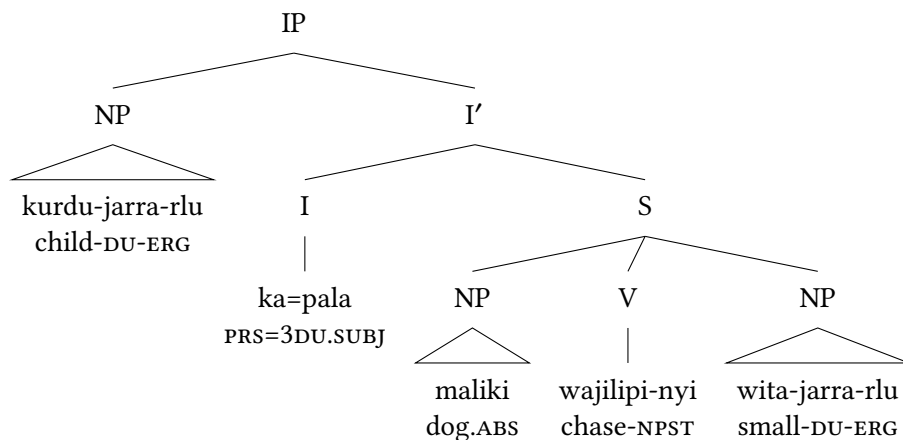 IP
NP I′
kurdu-jarra-rlu I S
child-DU-ERG
ka=pala NP V NP
PRS=3DU.SUBJ
maliki wajilipi-nyi wita-jarra-rlu
dog.ABS chase-NPST small-DU-ERG